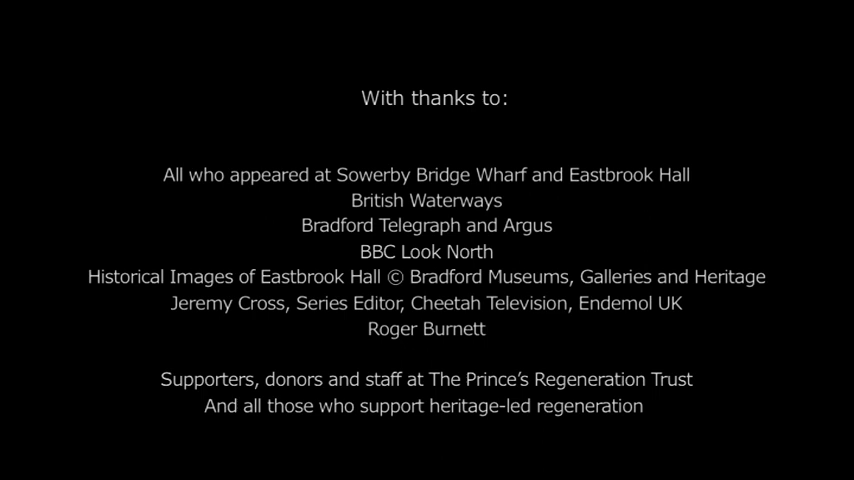 With thanks to:
All who appeared at Sowerby Bridge Wharf and Eastbrook Hall
British Waterways
Bradford Telegraph and Argus
BBC Look North
Historical Images of Eastbrook Hall © Bradford Museums, Galleries and Heritage
Jeremy Cross, Series Editor, Cheetah Television, Endemol UK
Roger Burnett
Supporters, donors and staff at The Prince’s Regeneration Trust
And all those who support heritage-led regeneration